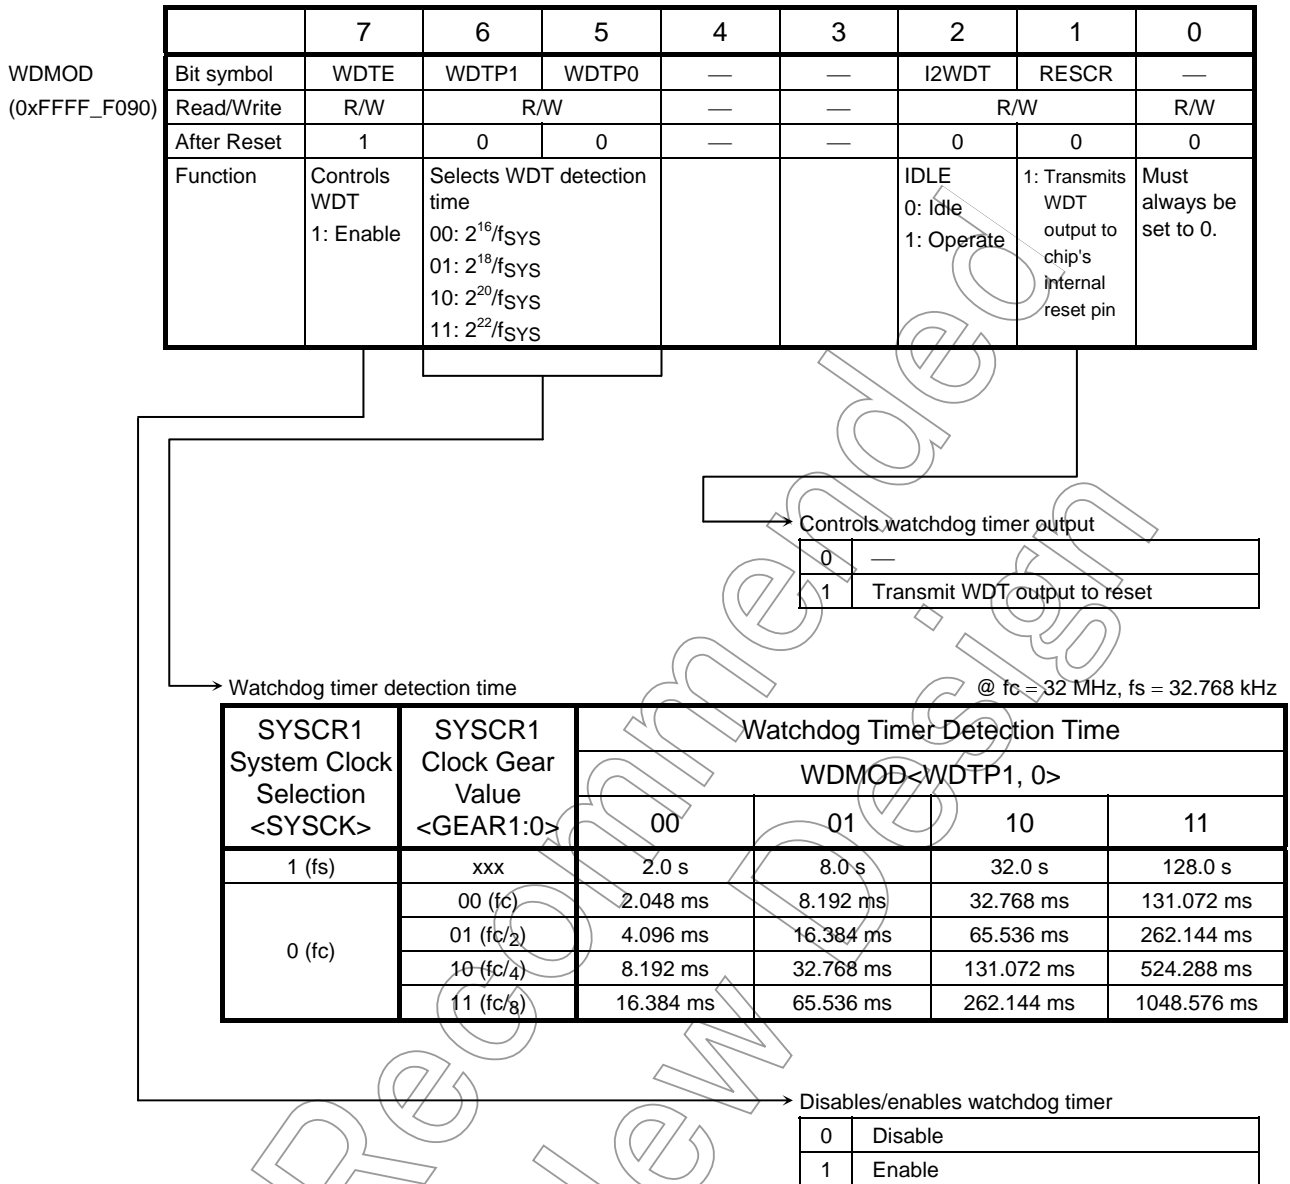 7 6 5 4 3 2 1 0
WDMOD Bit symbol WDTE WDTP1 WDTP0 — — I2WDT RESCR —
(0xFFFF_F090) Read/Write R/W R/W — — R/W R/W
After Reset 1 0 0 — — 0 0 0
Function
Controls
WDT
1: Enable
Selects WDT detection
time
00: 2^16/fSYS
01: 2^18/fSYS
10: 2^20/fSYS
11: 2^22/fSYS
IDLE
0: Idle
1: Operate
1: Transmits
WDT
output to
chip's
internal
reset pin
Must
always be
set to 0.
Controls watchdog timer output
0 —
1 Transmit WDT output to reset
Watchdog timer detection time @ fc = 32 MHz, fs = 32.768 kHz
SYSCR1
System Clock
Selection
<SYSCK>
SYSCR1
Clock Gear
Value
<GEAR1:0>
Watchdog Timer Detection Time
WDMOD<WDTP1, 0>
00 01 10 11
1 (fs) xxx 2.0 s 8.0 s 32.0 s 128.0 s
0 (fc)
00 (fc) 2.048 ms 8.192 ms 32.768 ms 131.072 ms
01 (fc/2) 4.096 ms 16.384 ms 65.536 ms 262.144 ms
10 (fc/4) 8.192 ms 32.768 ms 131.072 ms 524.288 ms
11 (fc/8) 16.384 ms 65.536 ms 262.144 ms 1048.576 ms
Disables/enables watchdog timer
0 Disable
1 Enable
Recommended
Design